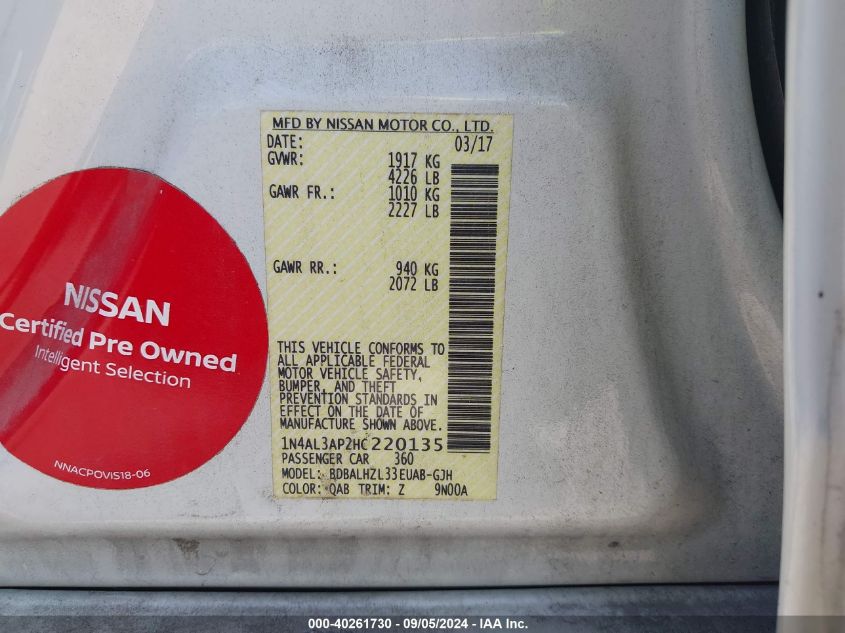 MFD BY NISSAN MOTOR CO., LTD.
DATE: 03/17
GVWR: 1917 KG
4226 LB
GAWR FR.: 1010 KG
2227 LB
GAWR RR.: 940 KG
2072 LB
THIS VEHICLE CONFORMS TO
ALL APPLICABLE FEDERAL
MOTOR VEHICLE SAFETY,
BUMPER, AND THEFT
PREVENTION STANDARDS IN
EFFECT ON THE DATE OF
MANUFACTURE SHOWN ABOVE.
1N4AL3AP2HC220135
PASSENGER CAR 360
MODEL: BDBALHZL33EUAB-GJH
COLOR: QAB TRIM: Z 9N00A
NISSAN
Certified Pre Owned
Intelligent Selection
NNACPOVIS18-06
000-40261730 - 09/05/2024 - IAA Inc.